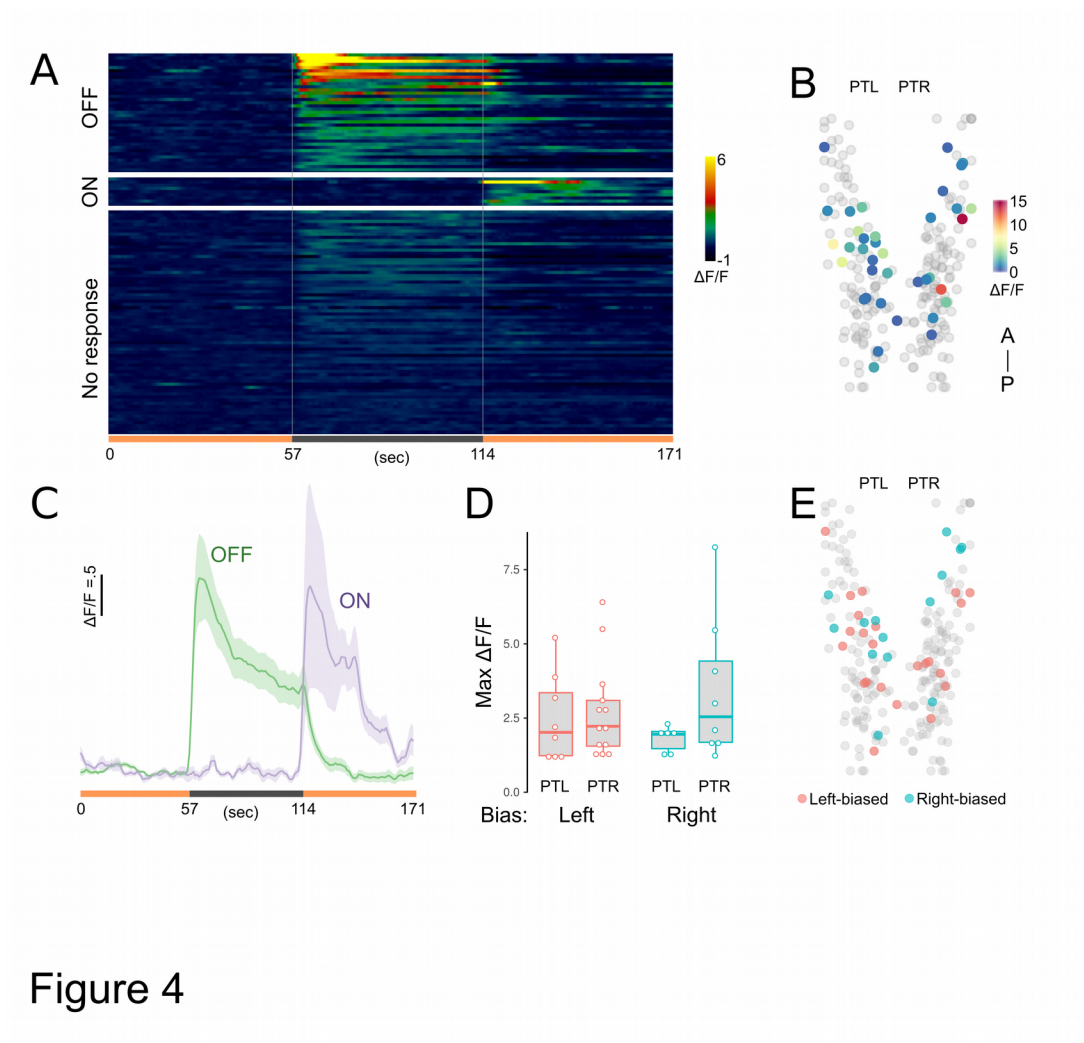 A
OFF
ON
No response
0
57
(sec)
114
171
6
-1
ΔF/F
B
PTL PTR
15
10
5
0
ΔF/F
A
P
C
ΔF/F =.5
OFF
ON
0
57
(sec)
114
171
D
Max ΔF/F
7.5
5.0
2.5
0.0
PTL PTR PTL PTR
Bias: Left Right
E
PTL PTR
Left-biased Right-biased
Figure 4